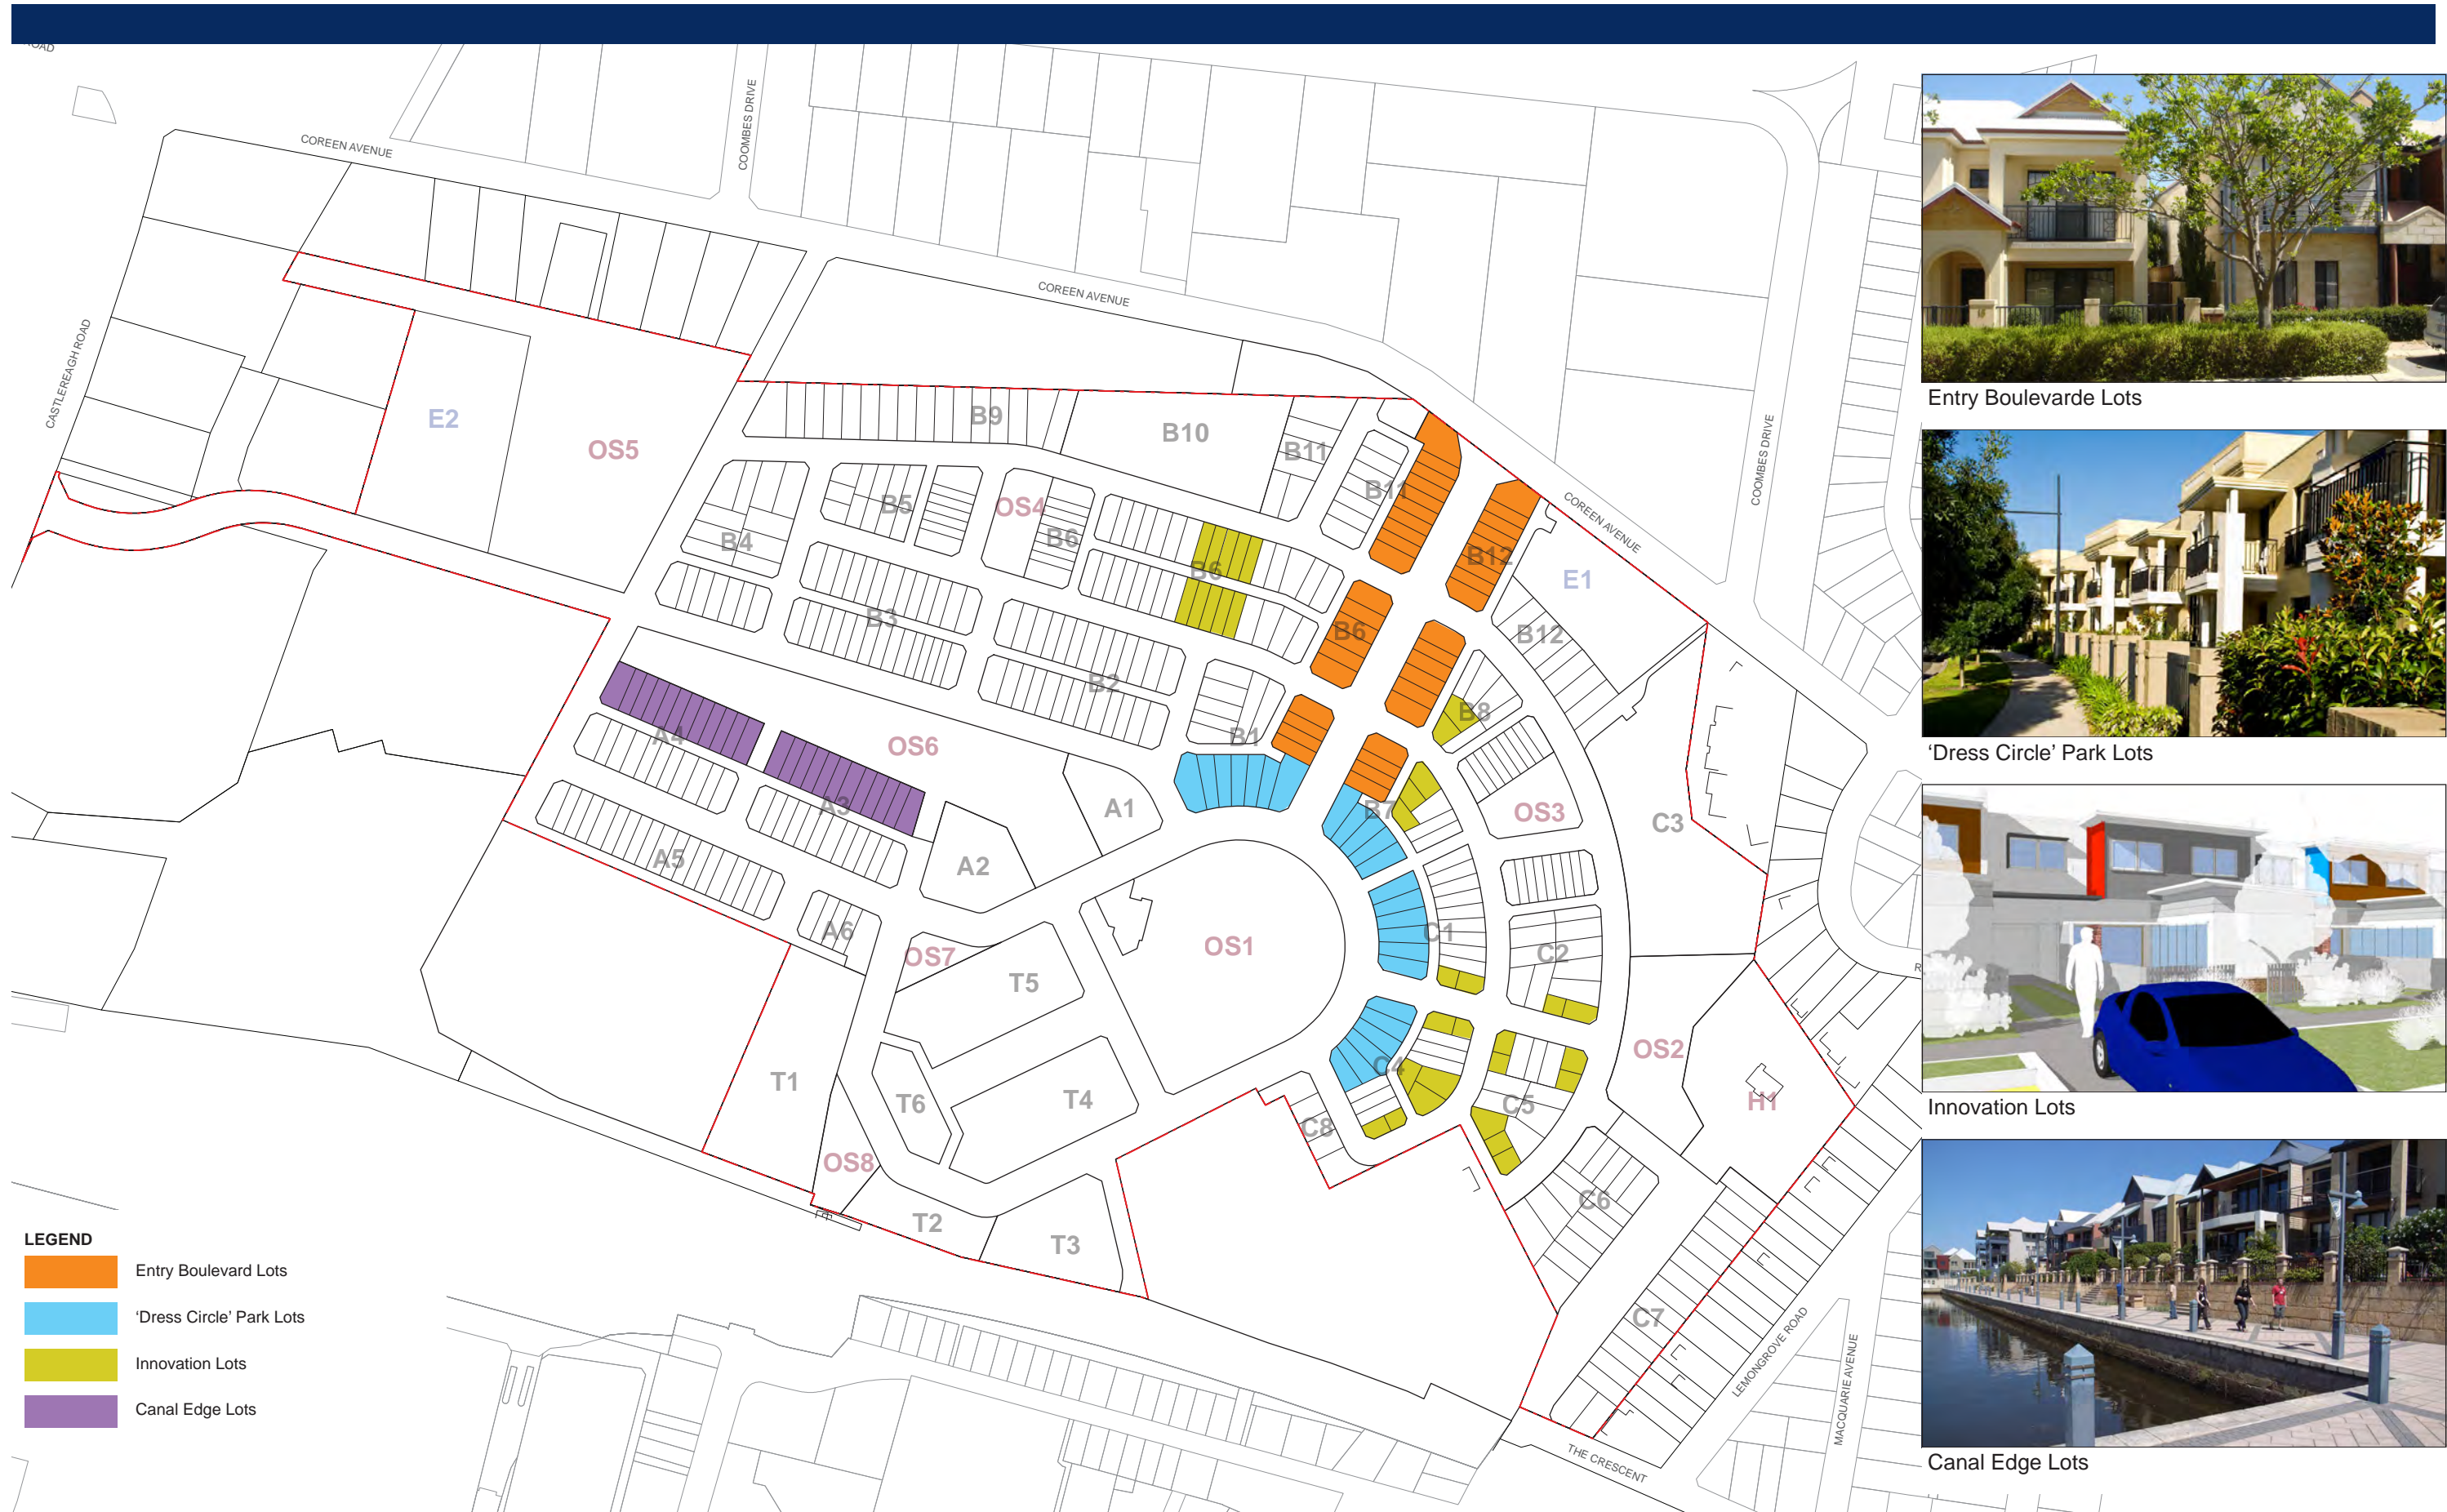 COREEN AVENUE
COOMBES DRIVE
COREEN AVENUE
CASTLEREAGH ROAD
E2
OS5
B9
B10
B11
B11
B5
OS4
B6
B4
B6
B12
COREEN AVENUE
COOMBES DRIVE
E1
B3
B6
B12
B2
B8
B1
A4
OS6
A3
A1
B7
OS3
C3
A5
A2
A6
OS7
OS1
C1
C2
T5
OS2
T1
T6
T4
C4
C5
H1
C8
OS8
T2
T3
C6
C7
LEMONGROVE ROAD
MACQUARIE AVENUE
THE CRESCENT
LEGEND
Entry Boulevard Lots
‘Dress Circle’ Park Lots
Innovation Lots
Canal Edge Lots
Entry Boulevarde Lots
‘Dress Circle’ Park Lots
Innovation Lots
Canal Edge Lots